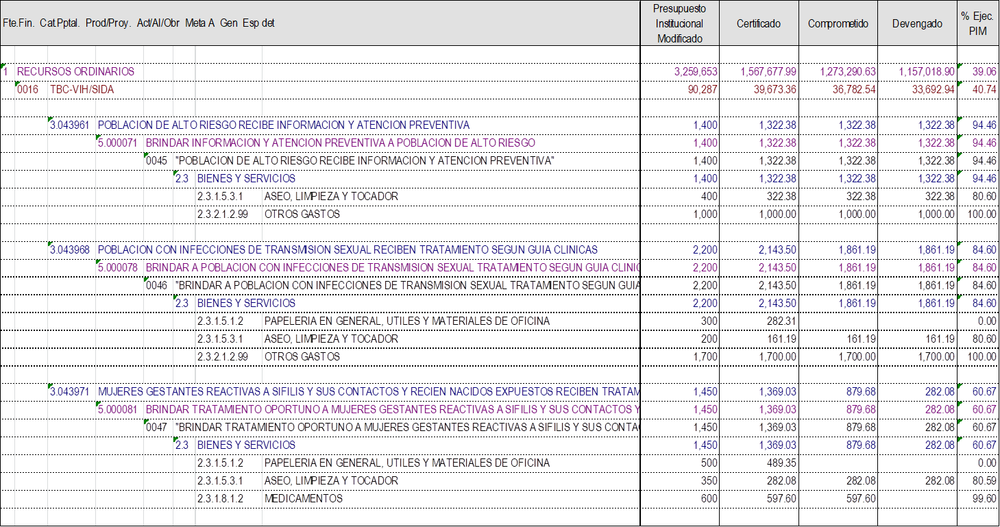 Fte.Fin. Cat.Pptal. Prod/Proy. Act/AI/Obr Meta A Gen Esp det Presupuesto Institucional Modificado Certificado Comprometido Devengado % Ejec. PIM
1 RECURSOS ORDINARIOS 3,259,653 1,567,677.99 1,273,290.63 1,157,018.90 39.06
0016 TBC-VIH/SIDA 90,287 39,673.36 36,782.54 33,692.94 40.74
3.043961 POBLACION DE ALTO RIESGO RECIBE INFORMACION Y ATENCION PREVENTIVA 1,400 1,322.38 1,322.38 1,322.38 94.46
5.000071 BRINDAR INFORMACION Y ATENCION PREVENTIVA A POBLACION DE ALTO RIESGO 1,400 1,322.38 1,322.38 1,322.38 94.46
0045 "POBLACION DE ALTO RIESGO RECIBE INFORMACION Y ATENCION PREVENTIVA" 1,400 1,322.38 1,322.38 1,322.38 94.46
2.3 BIENES Y SERVICIOS 1,400 1,322.38 1,322.38 1,322.38 94.46
2.3.1.5.3.1 ASEO, LIMPIEZA Y TOCADOR 400 322.38 322.38 322.38 80.60
2.3.2.1.2.99 OTROS GASTOS 1,000 1,000.00 1,000.00 1,000.00 100.00
3.043968 POBLACION CON INFECCIONES DE TRANSMISION SEXUAL RECIBEN TRATAMIENTO SEGUN GUIA CLINICAS 2,200 2,143.50 1,861.19 1,861.19 84.60
5.000078 BRINDAR A POBLACION CON INFECCIONES DE TRANSMISION SEXUAL TRATAMIENTO SEGUN GUIA CLINIC 2,200 2,143.50 1,861.19 1,861.19 84.60
0046 "BRINDAR A POBLACION CON INFECCIONES DE TRANSMISION SEXUAL TRATAMIENTO SEGUN GUIA 2,200 2,143.50 1,861.19 1,861.19 84.60
2.3 BIENES Y SERVICIOS 2,200 2,143.50 1,861.19 1,861.19 84.60
2.3.1.5.1.2 PAPELERIA EN GENERAL, UTILES Y MATERIALES DE OFICINA 300 282.31 0.00
2.3.1.5.3.1 ASEO, LIMPIEZA Y TOCADOR 200 161.19 161.19 161.19 80.60
2.3.2.1.2.99 OTROS GASTOS 1,700 1,700.00 1,700.00 1,700.00 100.00
3.043971 MUJERES GESTANTES REACTIVAS A SIFILIS Y SUS CONTACTOS Y RECIEN NACIDOS EXPUESTOS RECIBEN TRATAM 1,450 1,369.03 879.68 282.08 60.67
5.000081 BRINDAR TRATAMIENTO OPORTUNO A MUJERES GESTANTES REACTIVAS A SIFILIS Y SUS CONTACTOS Y 1,450 1,369.03 879.68 282.08 60.67
0047 "BRINDAR TRATAMIENTO OPORTUNO A MUJERES GESTANTES REACTIVAS A SIFILIS Y SUS CONTA 1,450 1,369.03 879.68 282.08 60.67
2.3 BIENES Y SERVICIOS 1,450 1,369.03 879.68 282.08 60.67
2.3.1.5.1.2 PAPELERIA EN GENERAL, UTILES Y MATERIALES DE OFICINA 500 489.35 0.00
2.3.1.5.3.1 ASEO, LIMPIEZA Y TOCADOR 350 282.08 282.08 282.08 80.59
2.3.1.8.1.2 MEDICAMENTOS 600 597.60 597.60 99.60